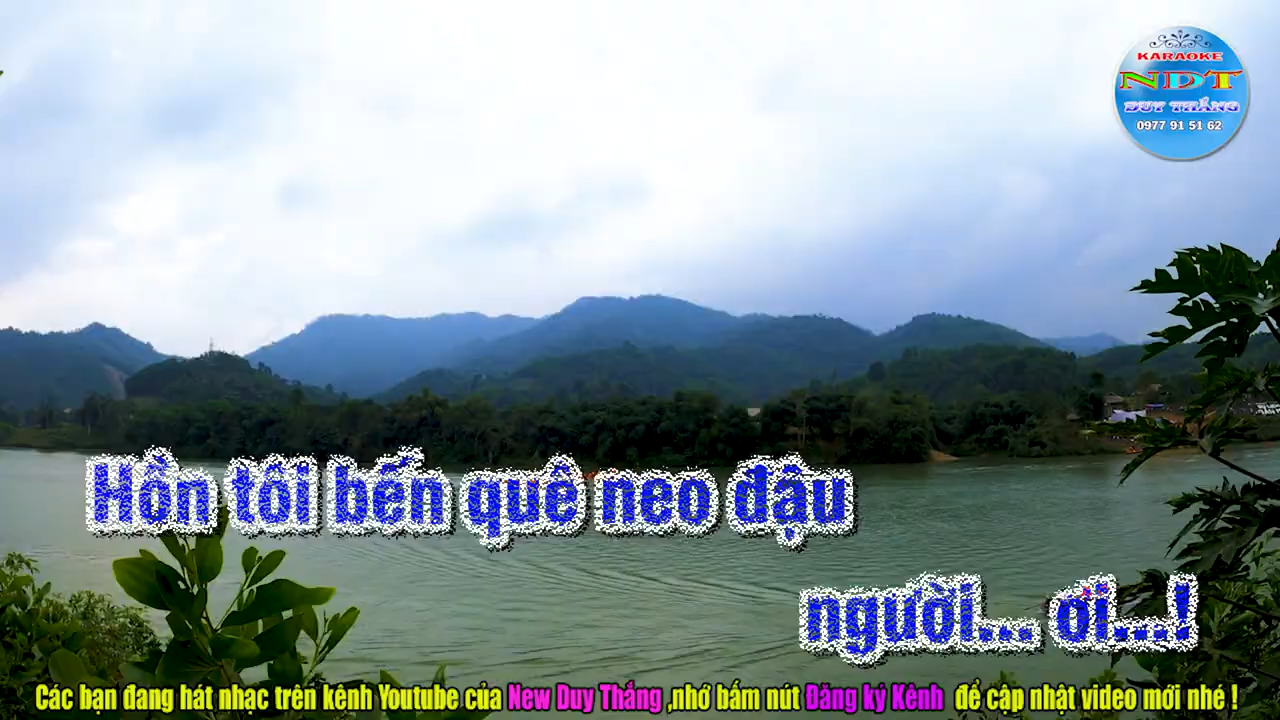 KARAOKE
NDT
DUY THẮNG
0977 91 51 62
Hồn tôi bến quê neo đậu
người... ơi...!
Các bạn đang hát nhạc trên kênh Youtube của New Duy Thắng ,nhớ bấm nút Đăng ký Kênh để cập nhật video mới nhé !